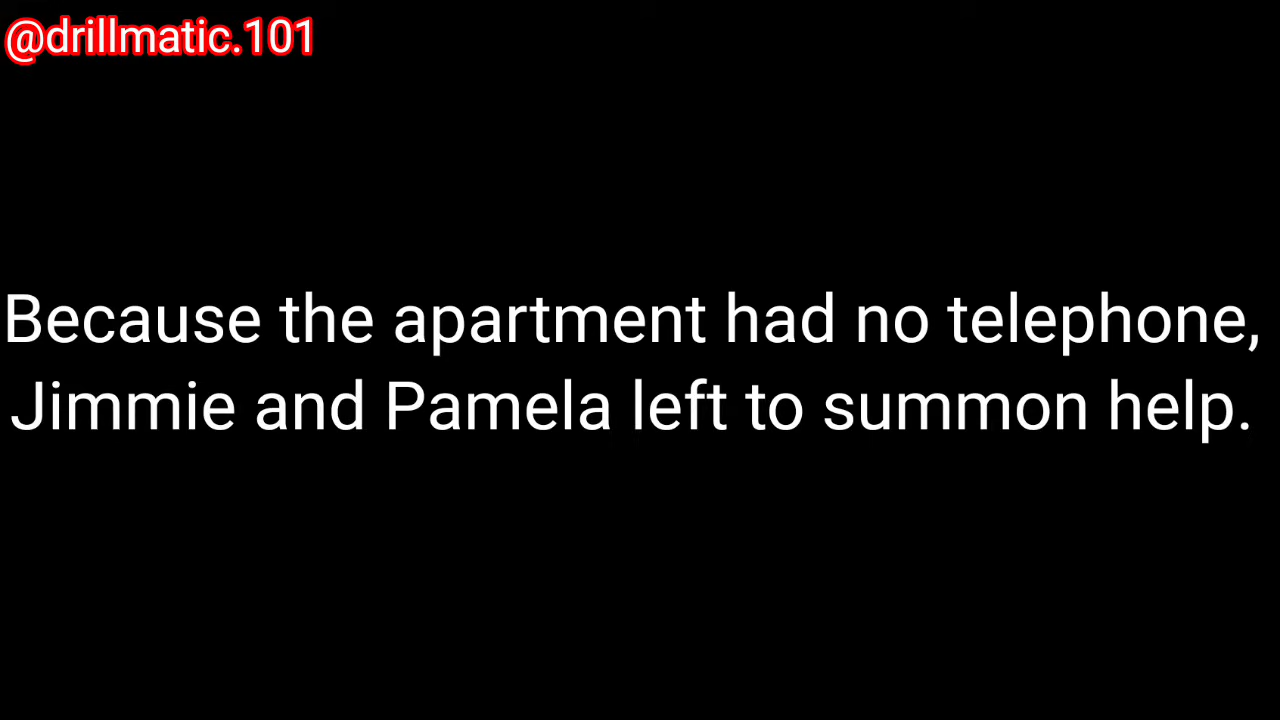 @drillmatic.101
Because the apartment had no telephone,
Jimmie and Pamela left to summon help.